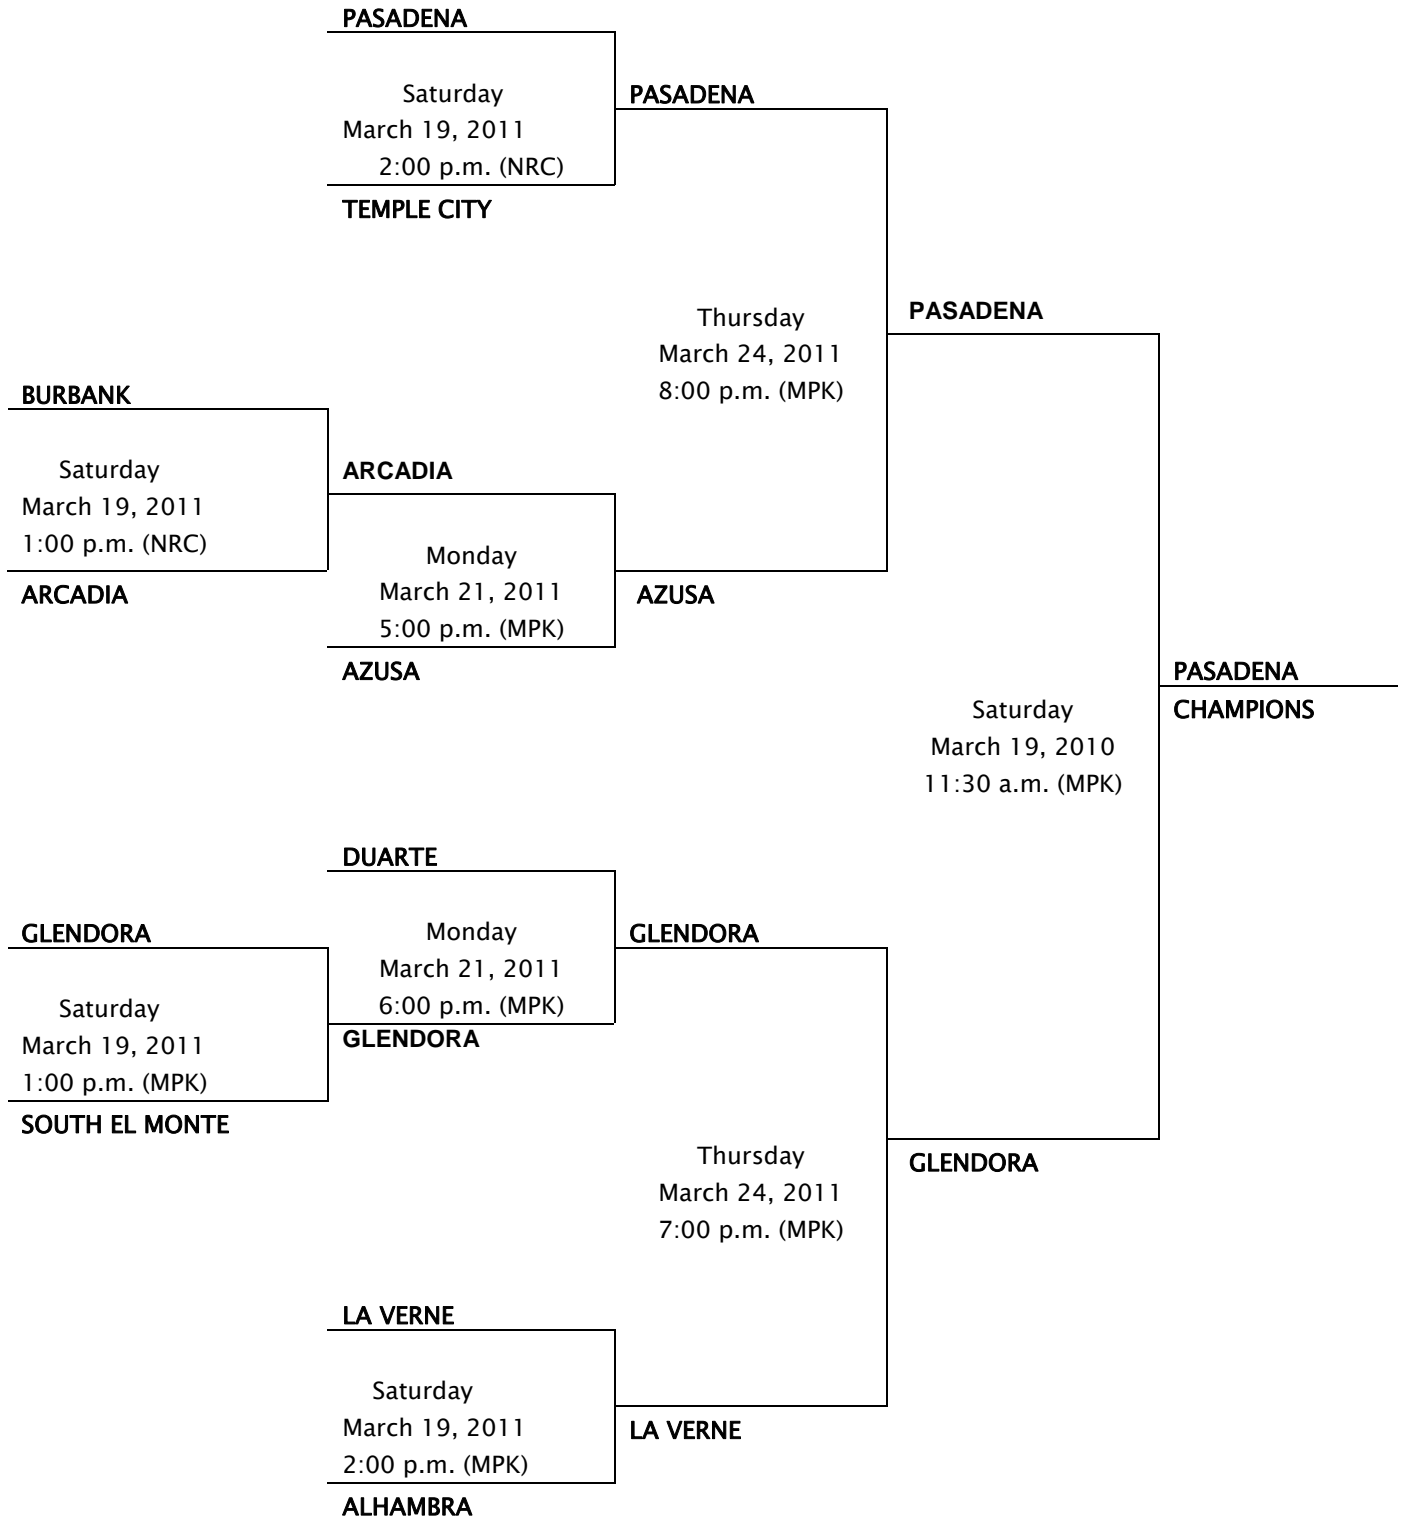 PASADENA
Saturday
March 19, 2011
2:00 p.m. (NRC)
TEMPLE CITY
PASADENA
BURBANK
Saturday
March 19, 2011
1:00 p.m. (NRC)
ARCADIA
ARCADIA
Monday
March 21, 2011
5:00 p.m. (MPK)
AZUSA
AZUSA
Thursday
March 24, 2011
8:00 p.m. (MPK)
PASADENA
DUARTE
Monday
March 21, 2011
6:00 p.m. (MPK)
GLENDORA
GLENDORA
Saturday
March 19, 2011
1:00 p.m. (MPK)
SOUTH EL MONTE
GLENDORA
Thursday
March 24, 2011
7:00 p.m. (MPK)
LA VERNE
Saturday
March 19, 2011
2:00 p.m. (MPK)
ALHAMBRA
LA VERNE
GLENDORA
Saturday
March 19, 2010
11:30 a.m. (MPK)
PASADENA
CHAMPIONS